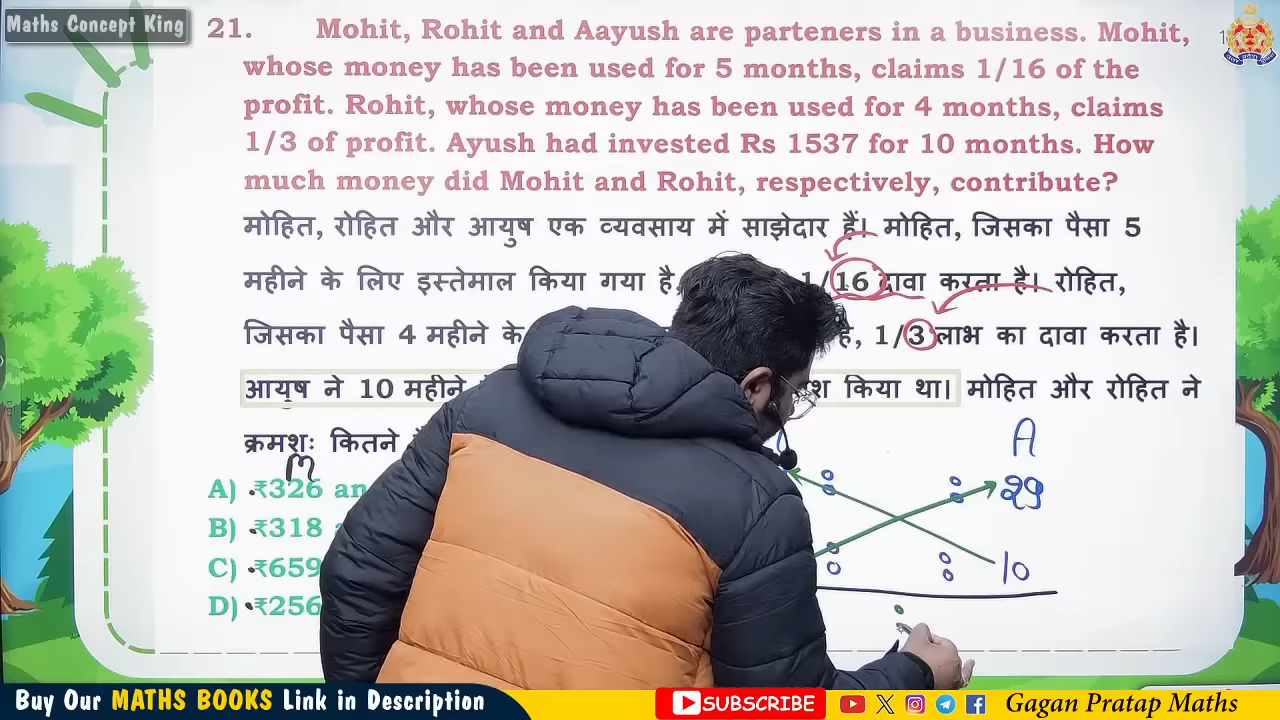 Maths Concept King
21. Mohit, Rohit and Aayush are parteners in a business. Mohit,
whose money has been used for 5 months, claims 1/16 of the
profit. Rohit, whose money has been used for 4 months, claims
1/3 of profit. Ayush had invested Rs 1537 for 10 months. How
much money did Mohit and Rohit, respectively, contribute?
मोहित, रोहित और आयुष एक व्यवसाय में साझेदार हैं। मोहित, जिसका पैसा 5
महीने के लिए इस्तेमाल किया गया है, 1/16 दावा करता है। रोहित,
जिसका पैसा 4 महीने के है, 1/3 लाभ का दावा करता है।
आयुष ने 10 महीने किया था। मोहित और रोहित ने
क्रमशः कितने
A
M
A) ₹326 an
29
B) ₹318
C) ₹659
10
D) ₹256
Buy Our MATHS BOOKS Link in Description
SUBSCRIBE
Gagan Pratap Maths